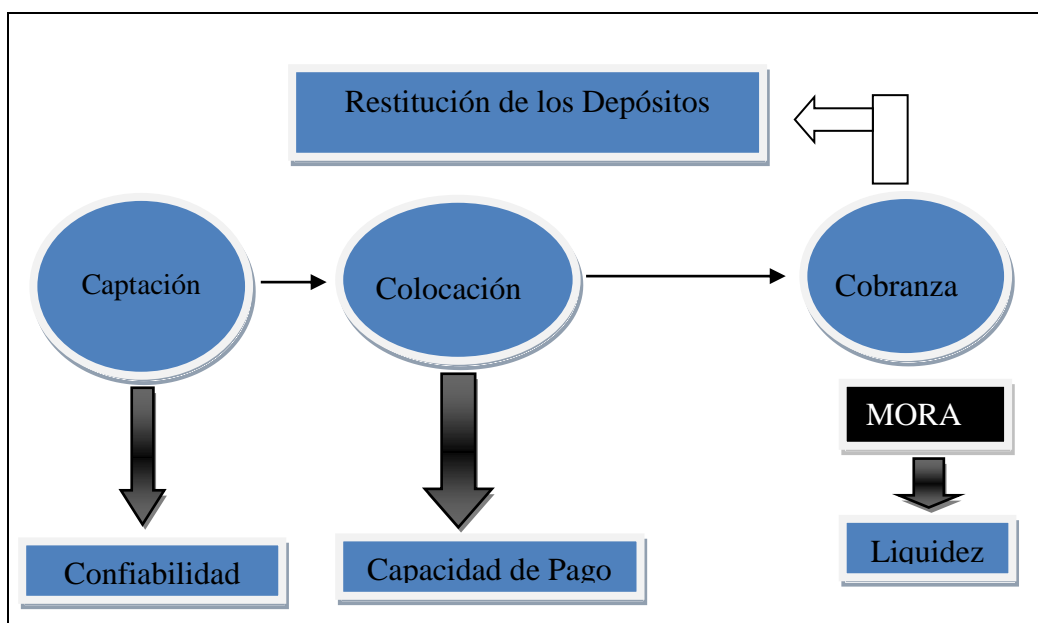 Restitución de los Depósitos
Captación
Colocación
Cobranza
MORA
Confiabilidad
Capacidad de Pago
Liquidez